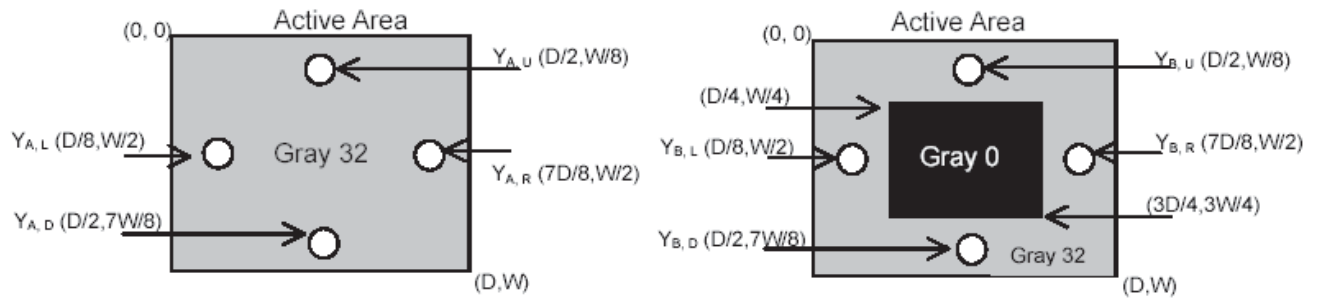 Active Area
(0, 0)
Y_A, U (D/2,W/8)
Y_A, L (D/8,W/2)
Gray 32
Y_A, R (7D/8,W/2)
Y_A, D (D/2,7W/8)
(D,W)
Active Area
(0, 0)
Y_B, U (D/2,W/8)
(D/4,W/4)
Y_B, L (D/8,W/2)
Gray 0
Y_B, R (7D/8,W/2)
(3D/4,3W/4)
Y_B, D (D/2,7W/8)
Gray 32
(D,W)